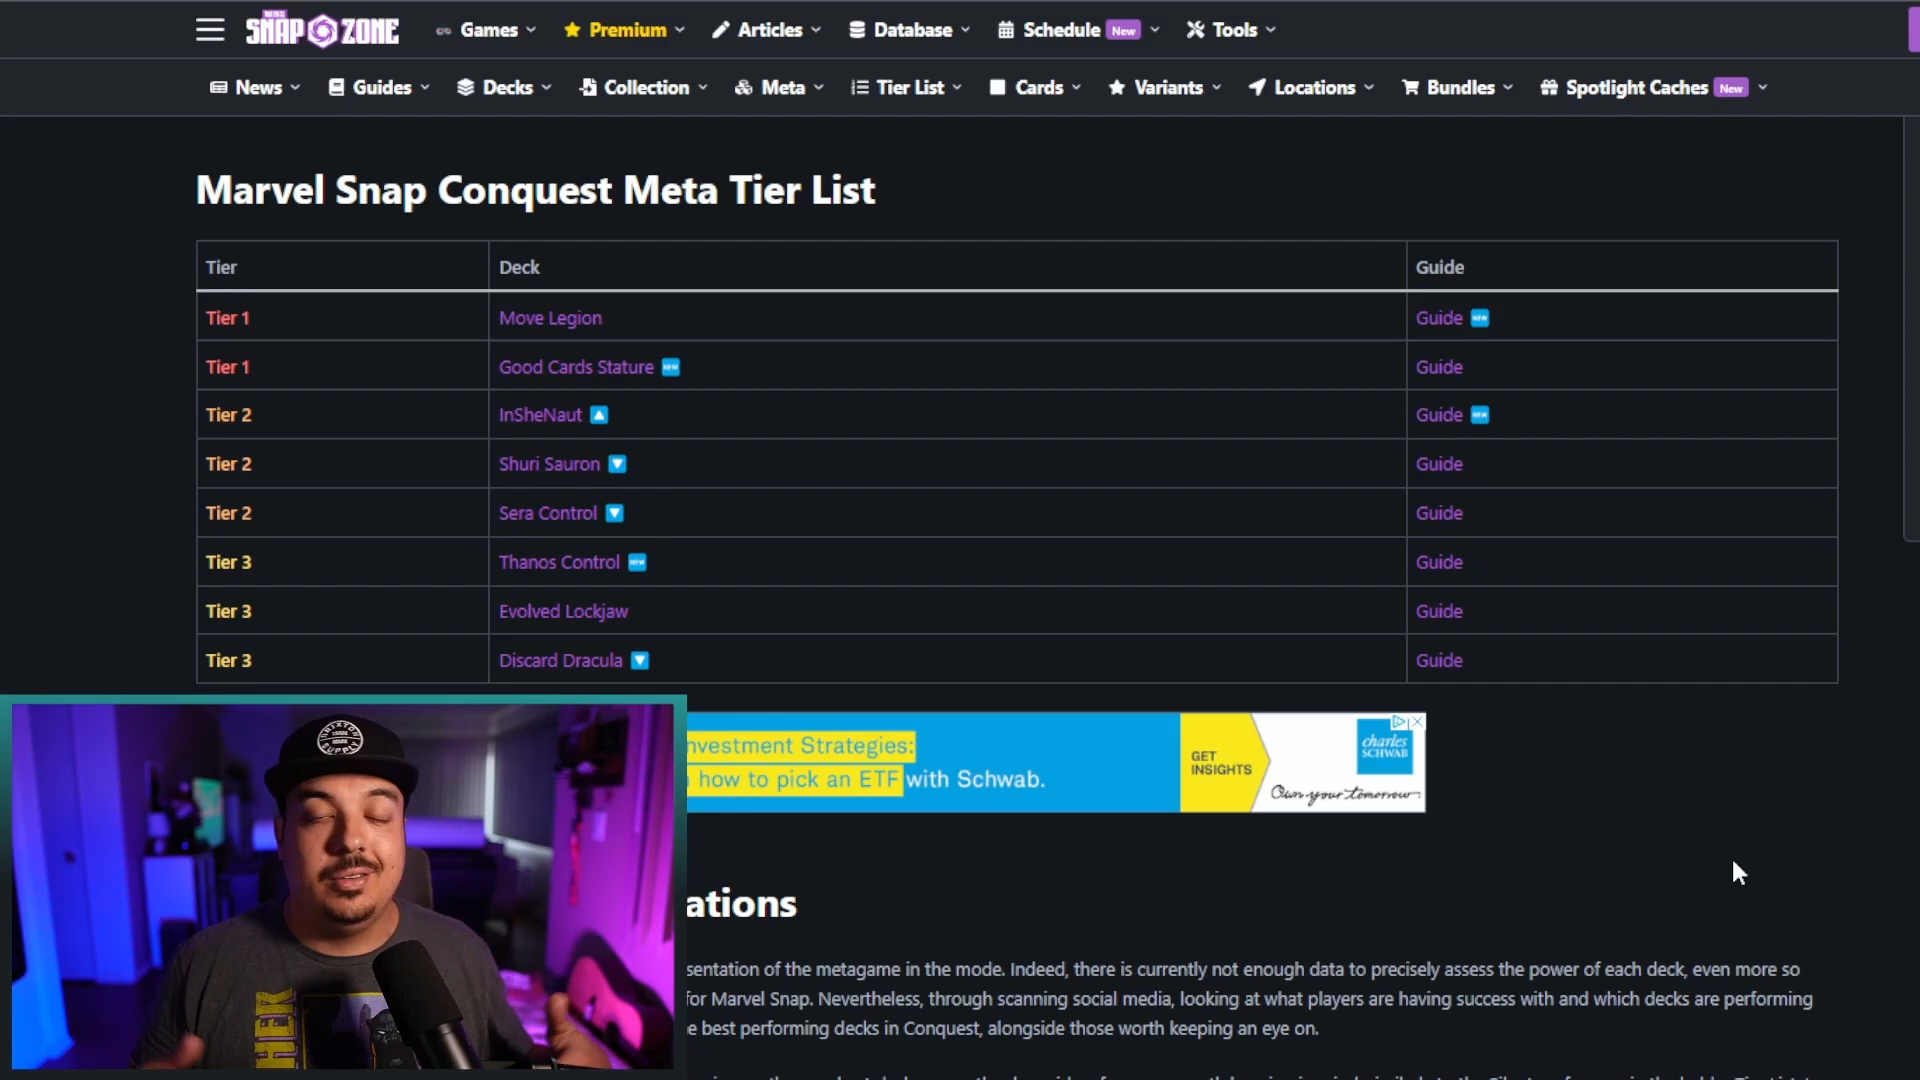 MARVEL
SNAP ZONE
Games
Premium
Articles
Database
Schedule New
Tools
News
Guides
Decks
Collection
Meta
Tier List
Cards
Variants
Locations
Bundles
Spotlight Caches New
Marvel Snap Conquest Meta Tier List
Tier Deck Guide
Tier 1 Move Legion Guide NEW
Tier 1 Good Cards Stature NEW Guide
Tier 2 InSheNaut Guide NEW
Tier 2 Shuri Sauron Guide
Tier 2 Sera Control Guide
Tier 3 Thanos Control NEW Guide
Tier 3 Evolved Lockjaw Guide
Tier 3 Discard Dracula Guide
nvestment Strategies:
how to pick an ETF with Schwab.
GET
INSIGHTS
charles
SCHWAB
Own your tomorrow.
BRIXTON
SUPPLY
ations
sentation of the metagame in the mode. Indeed, there is currently not enough data to precisely assess the power of each deck, even more so
for Marvel Snap. Nevertheless, through scanning social media, looking at what players are having success with and which decks are performing
e best performing decks in Conquest, alongside those worth keeping an eye on.